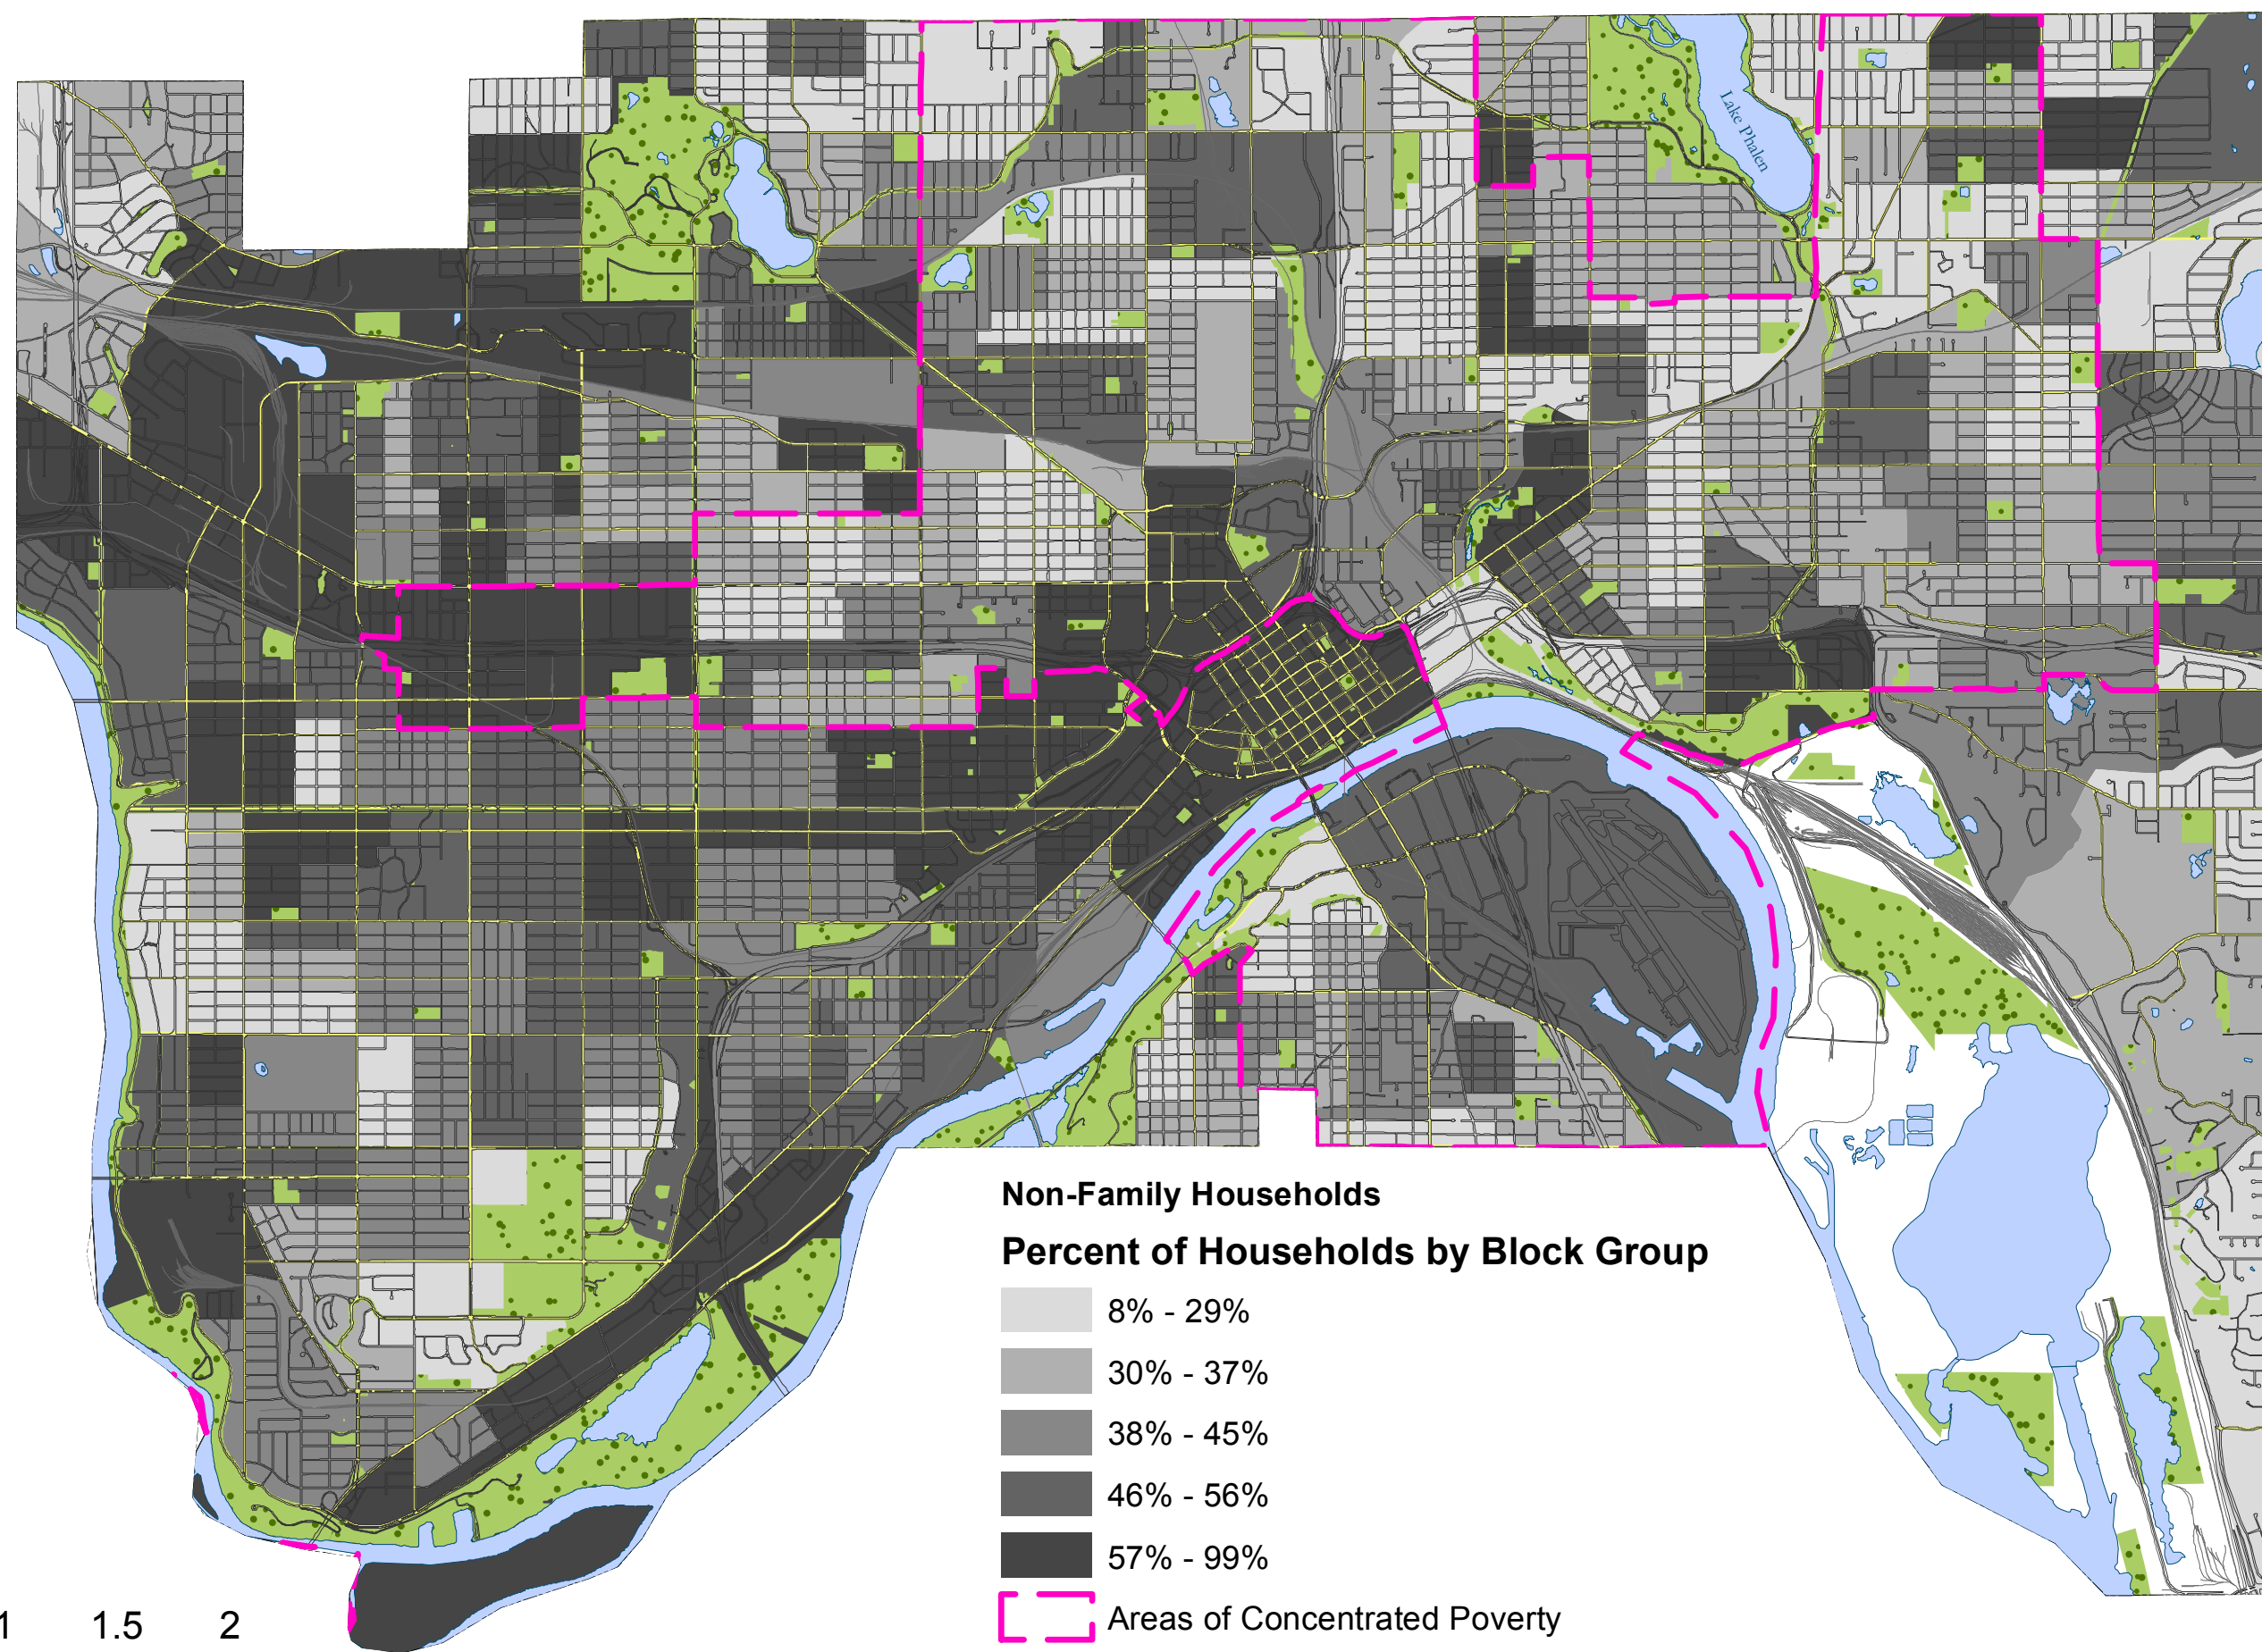 Lake Phalen
Non-Family Households
Percent of Households by Block Group
8% - 29%
30% - 37%
38% - 45%
46% - 56%
57% - 99%
Areas of Concentrated Poverty
1 1.5 2